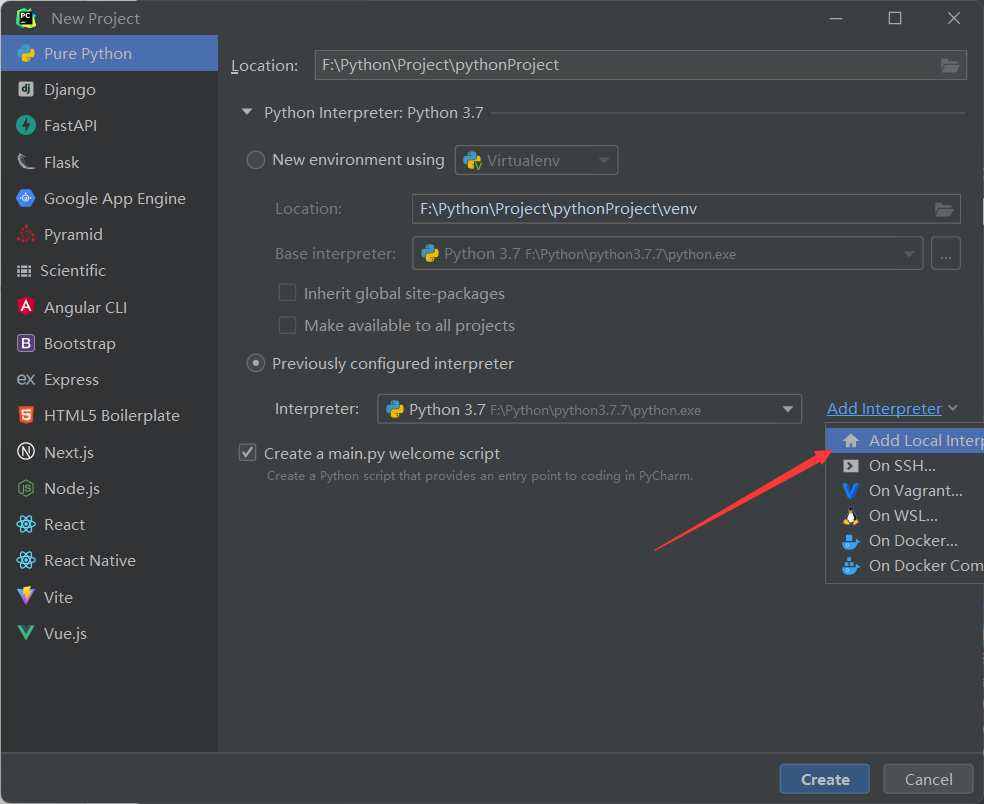 New Project
Pure Python
Django
FastAPI
Flask
Google App Engine
Pyramid
Scientific
Angular CLI
Bootstrap
Express
HTML5 Boilerplate
Next.js
Node.js
React
React Native
Vite
Vue.js
Location: F:\Python\Project\pythonProject
Python Interpreter: Python 3.7
New environment using Virtualenv
Location: F:\Python\Project\pythonProject\venv
Base interpreter: Python 3.7 F:\Python\python3.7.7\python.exe ...
Inherit global site-packages
Make available to all projects
Previously configured interpreter
Interpreter: Python 3.7 F:\Python\python3.7.7\python.exe Add Interpreter
Add Local Interp
On SSH...
On Vagrant...
On WSL...
On Docker...
On Docker Com
Create a main.py welcome script
Create a Python script that provides an entry point to coding in PyCharm.
Create Cancel